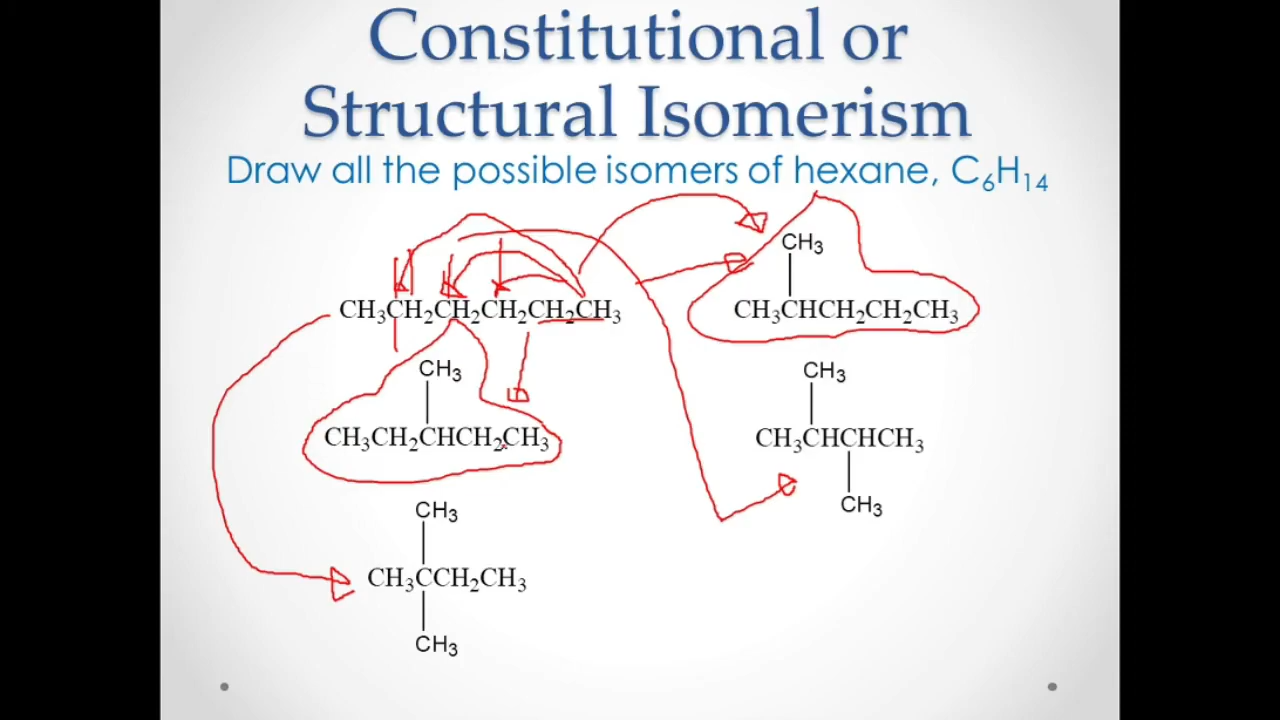 Constitutional or
Structural Isomerism
Draw all the possible isomers of hexane, C₆H₁₄
CH₃
CH₃CH₂CH₂CH₂CH₂CH₃
CH₃CHCH₂CH₂CH₃
CH₃
CH₃
CH₃CH₂CHCH₂CH₃
CH₃CHCHCH₃
CH₃
CH₃
CH₃CCH₂CH₃
CH₃